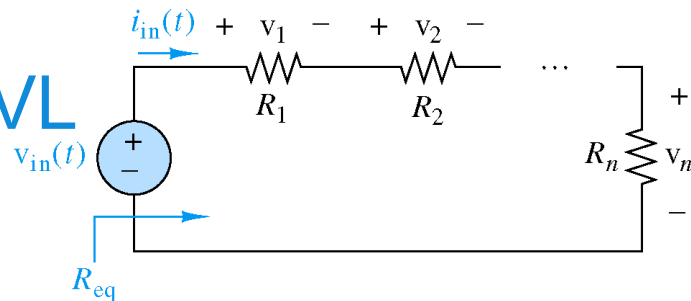 i_in(t) + v_1 − + v_2 − ...
R_1 R_2
VL
v_in(t) + −
+ R_n v_n −
R_eq